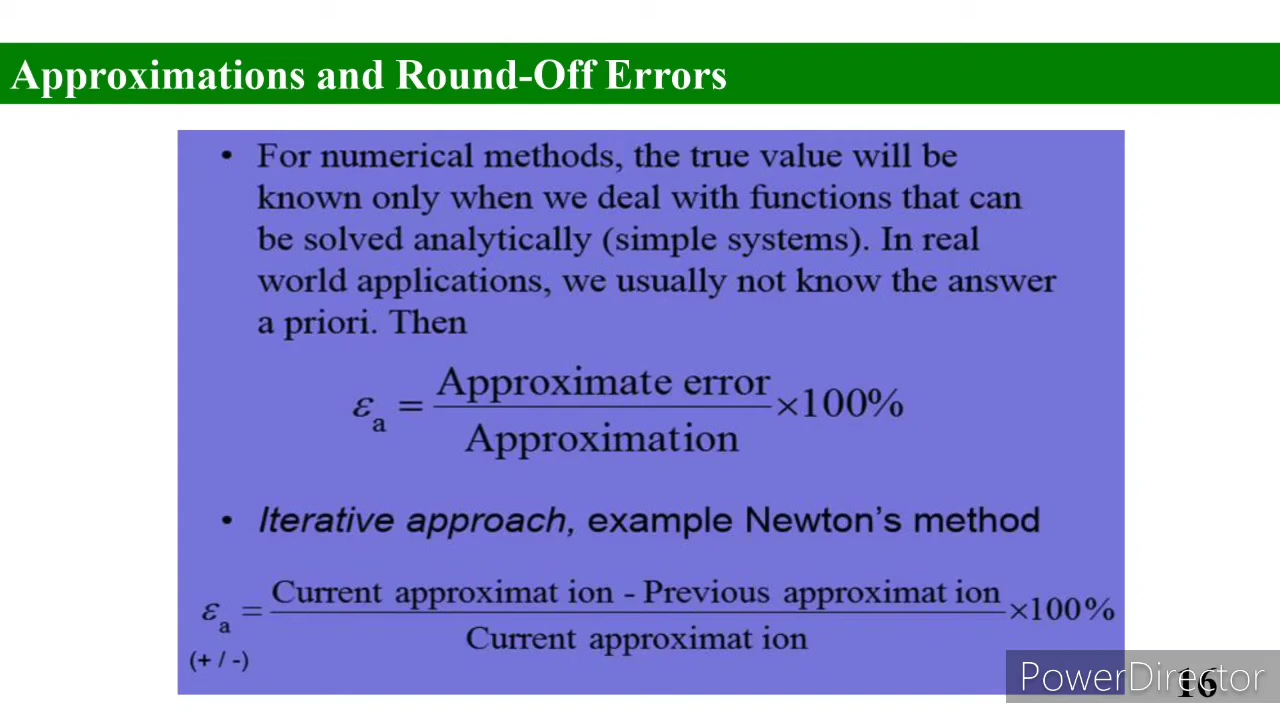 Approximations and Round-Off Errors
• For numerical methods, the true value will be
known only when we deal with functions that can
be solved analytically (simple systems). In real
world applications, we usually not know the answer
a priori. Then
εa = Approximate error / Approximation ×100%
• Iterative approach, example Newton's method
εa = Current approximat ion - Previous approximat ion / Current approximat ion ×100%
(+ / -)
PowerDirector
16